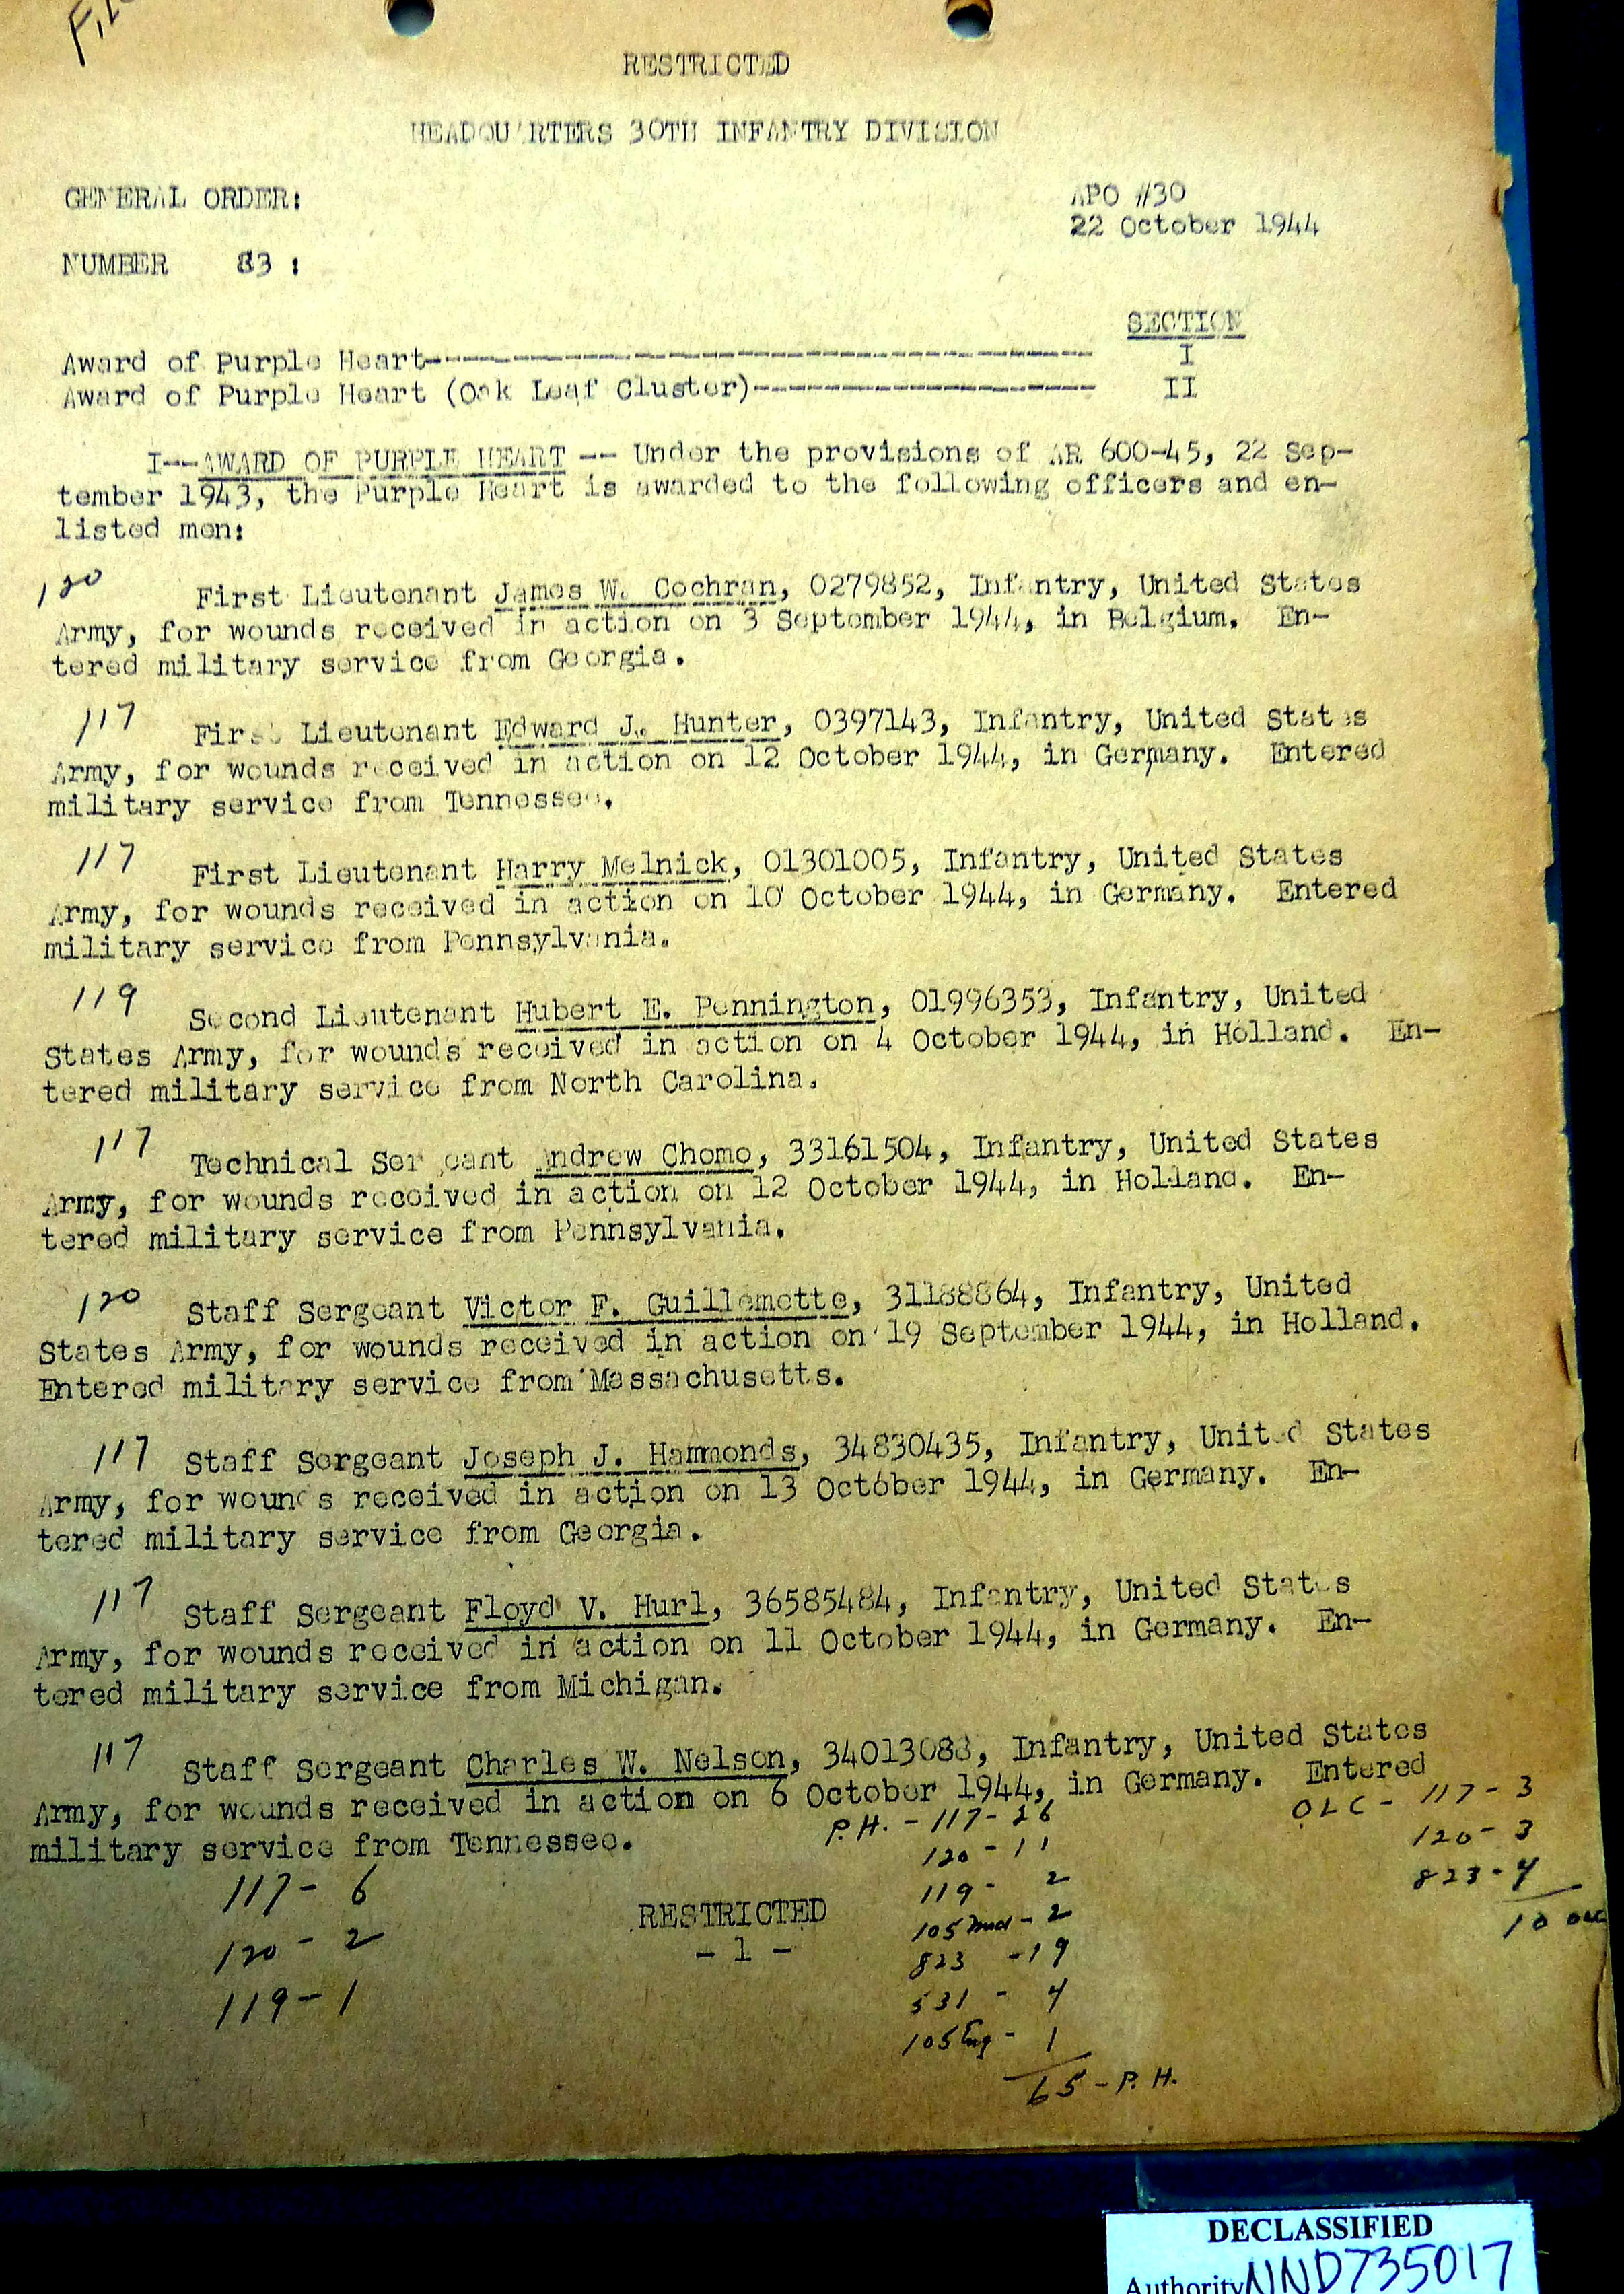 RESTRICTED
HEADQUARTERS 30TH INFANTRY DIVISION
GENERAL ORDER:
APO #30
22 October 1944
NUMBER 83 :
SECTION
Award of Purple Heart------------------------------------------ I
Award of Purple Heart (Oak Leaf Cluster)---------------------- II
I--AWARD OF PURPLE HEART -- Under the provisions of AR 600-45, 22 Sep-
tember 1943, the Purple Heart is awarded to the following officers and en-
listed men:
120 First Lieutenant James W. Cochran, 0279852, Infantry, United States
Army, for wounds received in action on 3 September 1944, in Belgium. En-
tered military service from Georgia.
117 First Lieutenant Edward J. Hunter, 0397143, Infantry, United States
Army, for wounds received in action on 12 October 1944, in Germany. Entered
military service from Tennessee.
117 First Lieutenant Harry Melnick, 01301005, Infantry, United States
Army, for wounds received in action on 10 October 1944, in Germany. Entered
military service from Pennsylvania.
119 Second Lieutenant Hubert E. Pennington, 01996353, Infantry, United
States Army, for wounds received in action on 4 October 1944, in Holland. En-
tered military service from North Carolina.
117 Technical Sergeant Andrew Chomo, 33161504, Infantry, United States
Army, for wounds received in action on 12 October 1944, in Holland. En-
tered military service from Pennsylvania.
120 Staff Sergeant Victor F. Guillemette, 31188864, Infantry, United
States Army, for wounds received in action on 19 September 1944, in Holland.
Entered military service from Massachusetts.
117 Staff Sergeant Joseph J. Hammonds, 34830435, Infantry, United States
Army, for wounds received in action on 13 October 1944, in Germany. En-
tered military service from Georgia.
117 Staff Sergeant Floyd V. Hurl, 36585484, Infantry, United States
Army, for wounds received in action on 11 October 1944, in Germany. En-
tered military service from Michigan.
117 Staff Sergeant Charles W. Nelson, 34013088, Infantry, United States
Army, for wounds received in action on 6 October 1944, in Germany. Entered
military service from Tennessee.
117 - 6
120 - 2
119 - 1
RESTRICTED
- 1 -
P.H. - 117 - 26
120 - 11
119 - 2
105 Med - 2
823 - 19
531 - 4
105 Eng - 1
65 - P.H.
OLC - 117 - 3
120 - 3
823 - 4
10 OLC
DECLASSIFIED
Authority NND735017